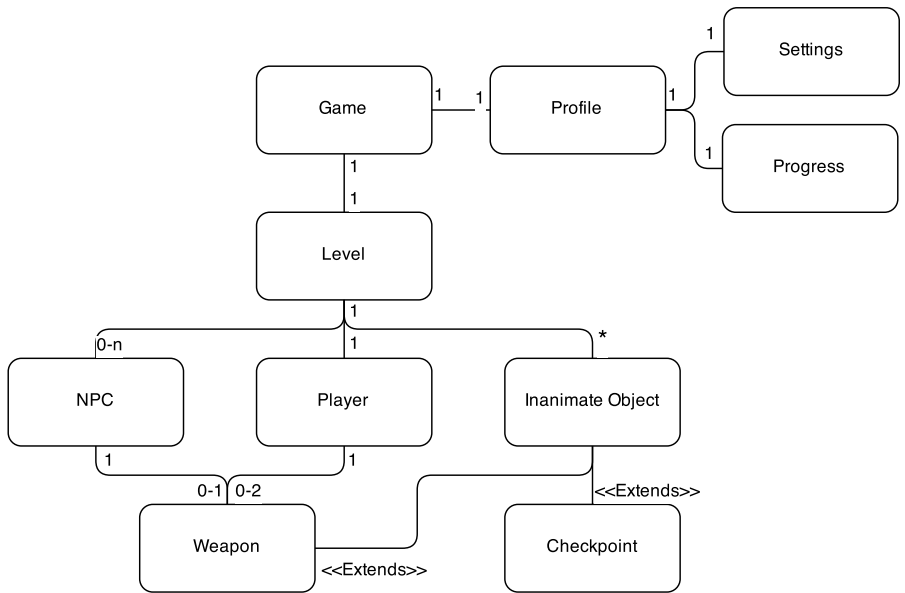 1
Settings
Game
1
1
Profile
1
1
Progress
1
1
Level
1
0-n
1
*
NPC
Player
Inanimate Object
1
1
0-1
0-2
<<Extends>>
Weapon
Checkpoint
<<Extends>>